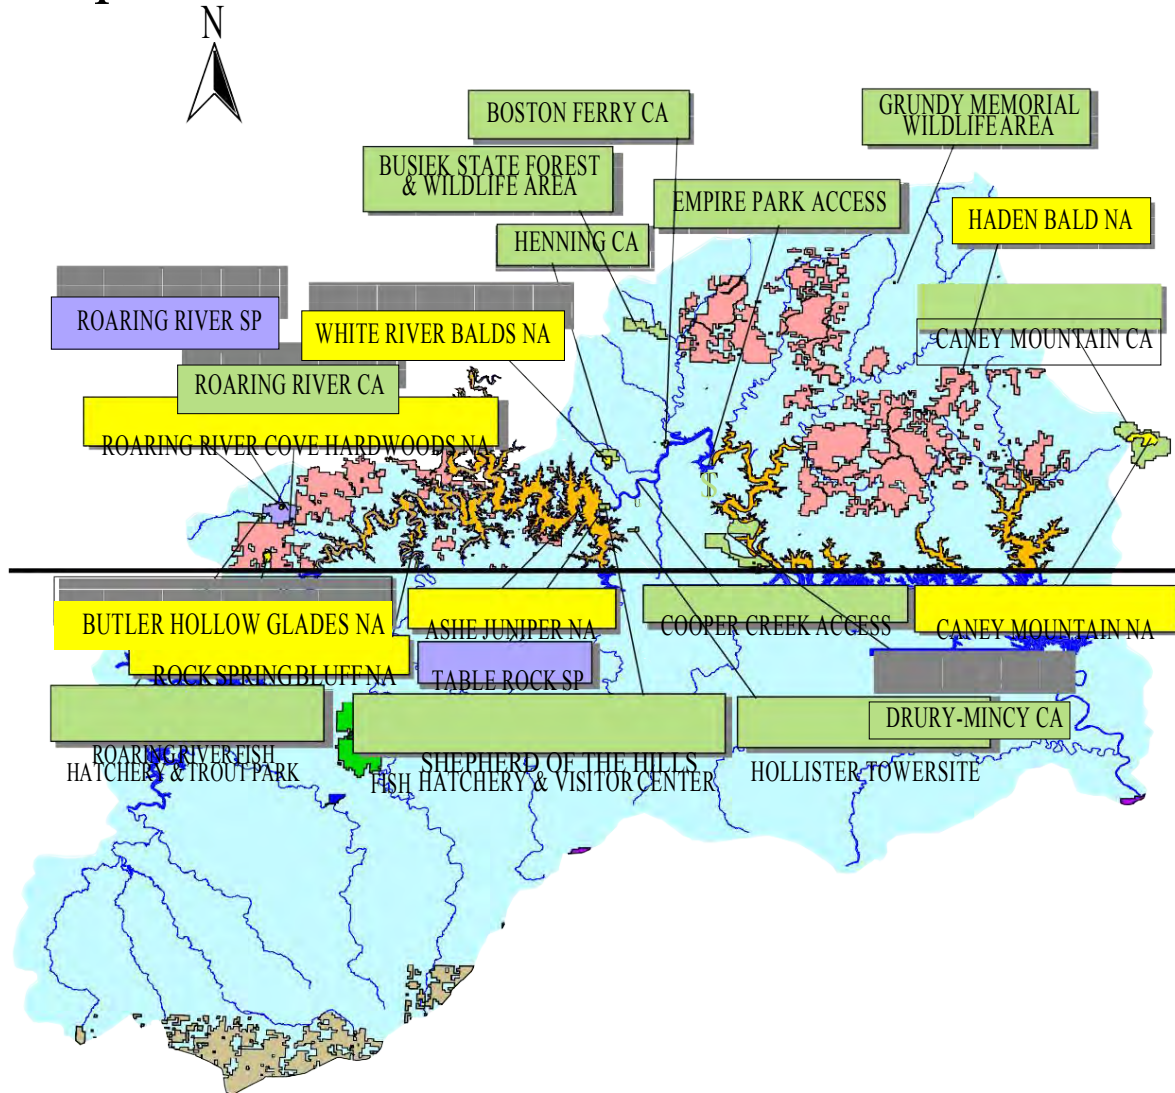 N
BOSTON FERRY CA
GRUNDY MEMORIAL
WILDLIFE AREA
BUSIEK STATE FOREST
& WILDLIFE AREA
EMPIRE PARK ACCESS
HADEN BALD NA
HENNING CA
ROARING RIVER SP
WHITE RIVER BALDS NA
CANEY MOUNTAIN CA
ROARING RIVER CA
ROARING RIVER COVE HARDWOODS NA
$
BUTLER HOLLOW GLADES NA
ASHE JUNIPER NA
COOPER CREEK ACCESS
CANEY MOUNTAIN NA
ROCK SPRING BLUFF NA
TABLE ROCK SP
DRURY-MINCY CA
ROARING RIVER FISH
HATCHERY & TROUT PARK
SHEPHERD OF THE HILLS
FISH HATCHERY & VISITOR CENTER
HOLLISTER TOWERSITE